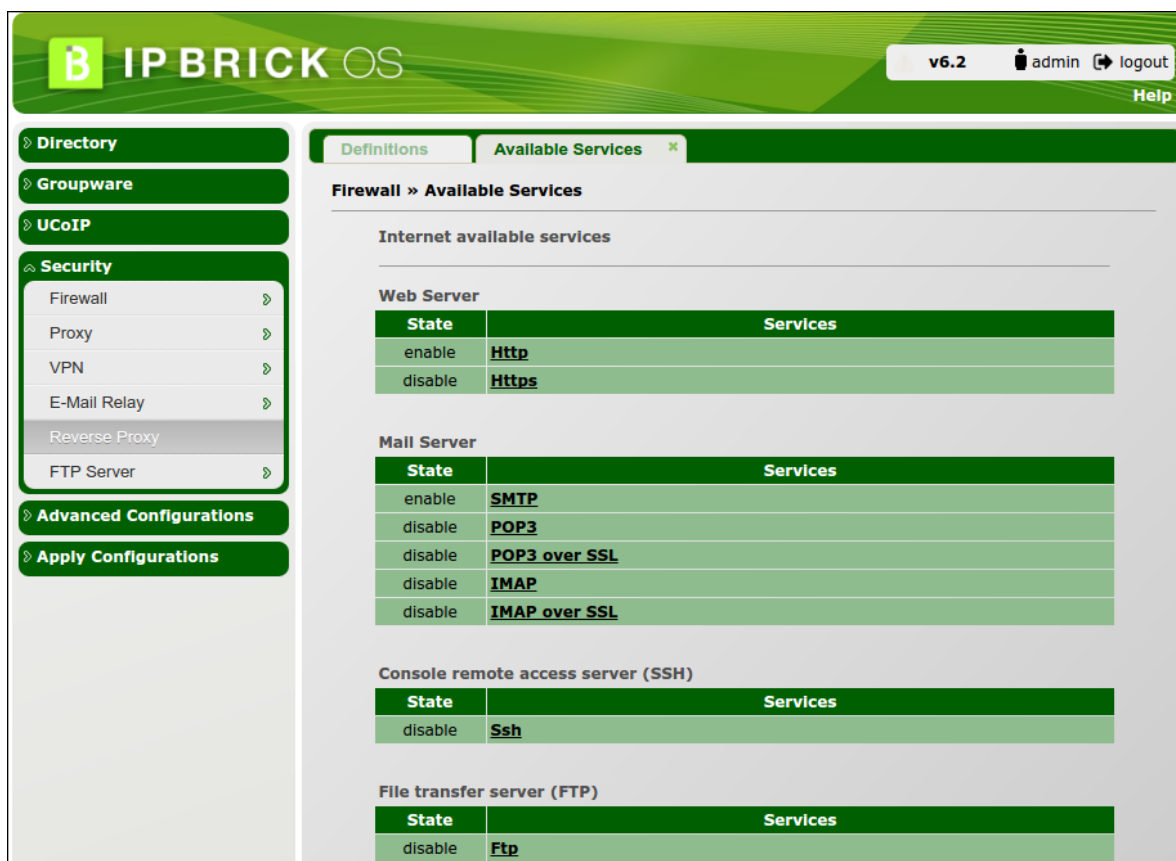 IPBRICK OS
v6.2 admin logout
Help
Directory
Groupware
UCoIP
Security
Firewall
Proxy
VPN
E-Mail Relay
Reverse Proxy
FTP Server
Advanced Configurations
Apply Configurations
Definitions Available Services
Firewall » Available Services
Internet available services
Web Server
State Services
enable Http
disable Https
Mail Server
State Services
enable SMTP
disable POP3
disable POP3 over SSL
disable IMAP
disable IMAP over SSL
Console remote access server (SSH)
State Services
disable Ssh
File transfer server (FTP)
State Services
disable Ftp